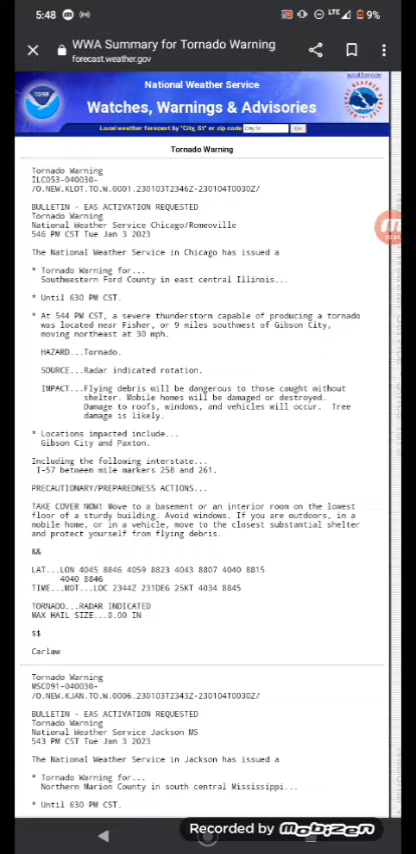 5:48
LTE
9%
WWA Summary for Tornado Warning
forecast.weather.gov
weather.gov
National Weather Service
Watches, Warnings & Advisories
Local weather forecast by "City, St" or zip code City, St Go
Tornado Warning
Tornado Warning
ILC053-040030-
/O.NEW.KLOT.TO.W.0001.230103T2346Z-230104T0030Z/
BULLETIN - EAS ACTIVATION REQUESTED
Tornado Warning
National Weather Service Chicago/Romeoville
546 PM CST Tue Jan 3 2023
The National Weather Service in Chicago has issued a
* Tornado Warning for...
Southwestern Ford County in east central Illinois...
* Until 630 PM CST.
* At 544 PM CST, a severe thunderstorm capable of producing a tornado
was located near Fisher, or 9 miles southwest of Gibson City,
moving northeast at 30 mph.
HAZARD...Tornado.
SOURCE...Radar indicated rotation.
IMPACT...Flying debris will be dangerous to those caught without
shelter. Mobile homes will be damaged or destroyed.
Damage to roofs, windows, and vehicles will occur. Tree
damage is likely.
* Locations impacted include...
Gibson City and Paxton.
Including the following interstate...
I-57 between mile markers 258 and 261.
PRECAUTIONARY/PREPAREDNESS ACTIONS...
TAKE COVER NOW! Move to a basement or an interior room on the lowest
floor of a sturdy building. Avoid windows. If you are outdoors, in a
mobile home, or in a vehicle, move to the closest substantial shelter
and protect yourself from flying debris.
&&
LAT...LON 4045 8846 4059 8823 4043 8807 4040 8815
4040 8846
TIME...MOT...LOC 2344Z 231DEG 25KT 4034 8845
TORNADO...RADAR INDICATED
MAX HAIL SIZE...0.00 IN
$$
Carlaw
Tornado Warning
MSC091-040030-
/O.NEW.KJAN.TO.W.0006.230103T2343Z-230104T0030Z/
BULLETIN - EAS ACTIVATION REQUESTED
Tornado Warning
National Weather Service Jackson MS
543 PM CST Tue Jan 3 2023
The National Weather Service in Jackson has issued a
* Tornado Warning for...
Northern Marion County in south central Mississippi...
* Until 630 PM CST.
Recorded by Mobizen